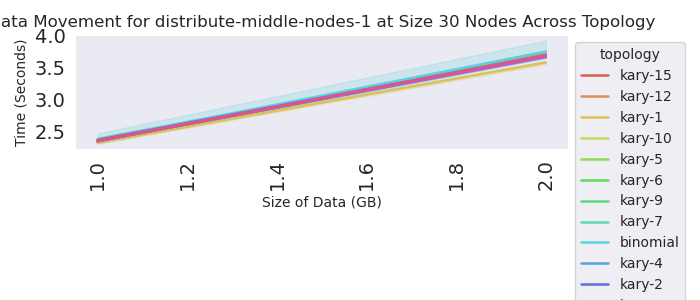 ata Movement for distribute-middle-nodes-1 at Size 30 Nodes Across Topology
Time (Seconds)
4.0
3.5
3.0
2.5
1.0
1.2
1.4
1.6
1.8
2.0
Size of Data (GB)
topology
kary-15
kary-12
kary-1
kary-10
kary-5
kary-6
kary-9
kary-7
binomial
kary-4
kary-2